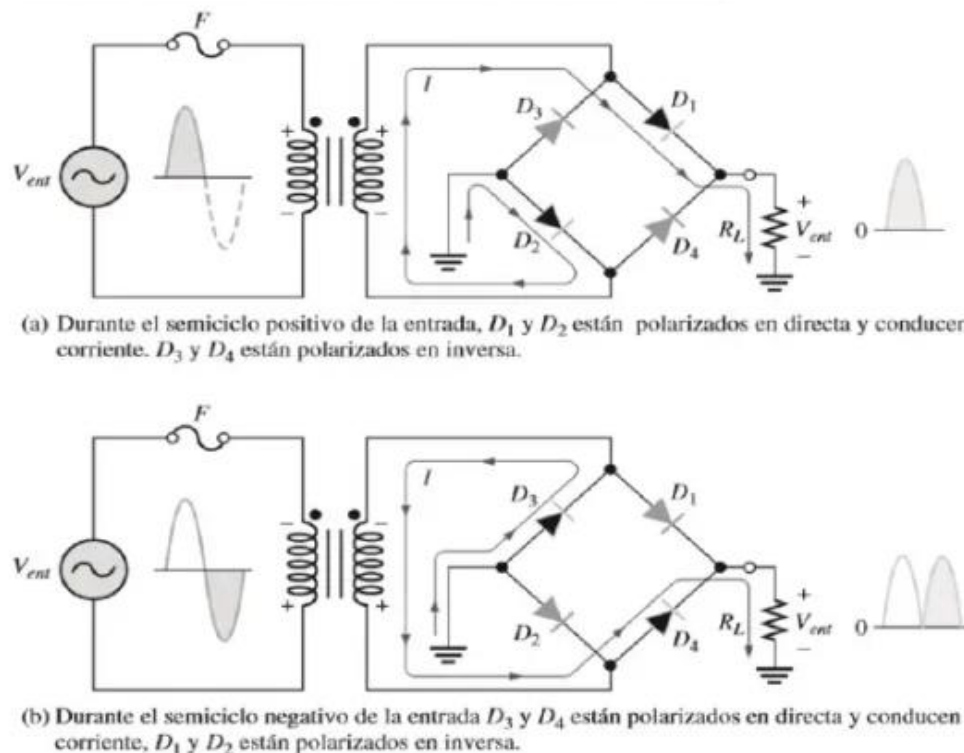 F
I
D₃
D₁
V_ent
+
+
−
−
D₂
D₄
R_L
+
V_ent
−
0
(a) Durante el semiciclo positivo de la entrada, D₁ y D₂ están polarizados en directa y conducen
corriente. D₃ y D₄ están polarizados en inversa.
F
I
D₃
D₁
V_ent
−
−
+
+
D₂
D₄
R_L
+
V_ent
−
0
(b) Durante el semiciclo negativo de la entrada D₃ y D₄ están polarizados en directa y conducen
corriente, D₁ y D₂ están polarizados en inversa.